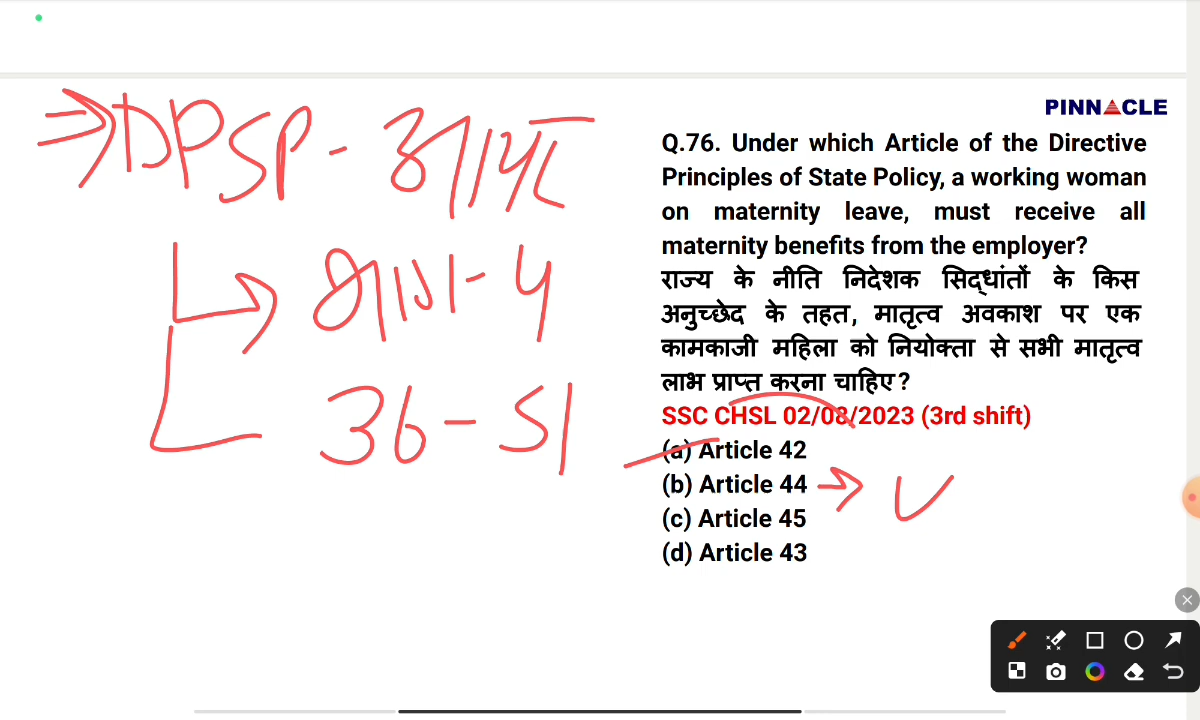 ⇒DPSP - आयरलैंड
→ भाग - 4
36 - 51
PINNACLE
Q.76. Under which Article of the Directive
Principles of State Policy, a working woman
on maternity leave, must receive all
maternity benefits from the employer?
राज्य के नीति निदेशक सिद्धांतों के किस
अनुच्छेद के तहत, मातृत्व अवकाश पर एक
कामकाजी महिला को नियोक्ता से सभी मातृत्व
लाभ प्राप्त करना चाहिए?
SSC CHSL 02/08/2023 (3rd shift)
(a) Article 42
(b) Article 44 → U
(c) Article 45
(d) Article 43